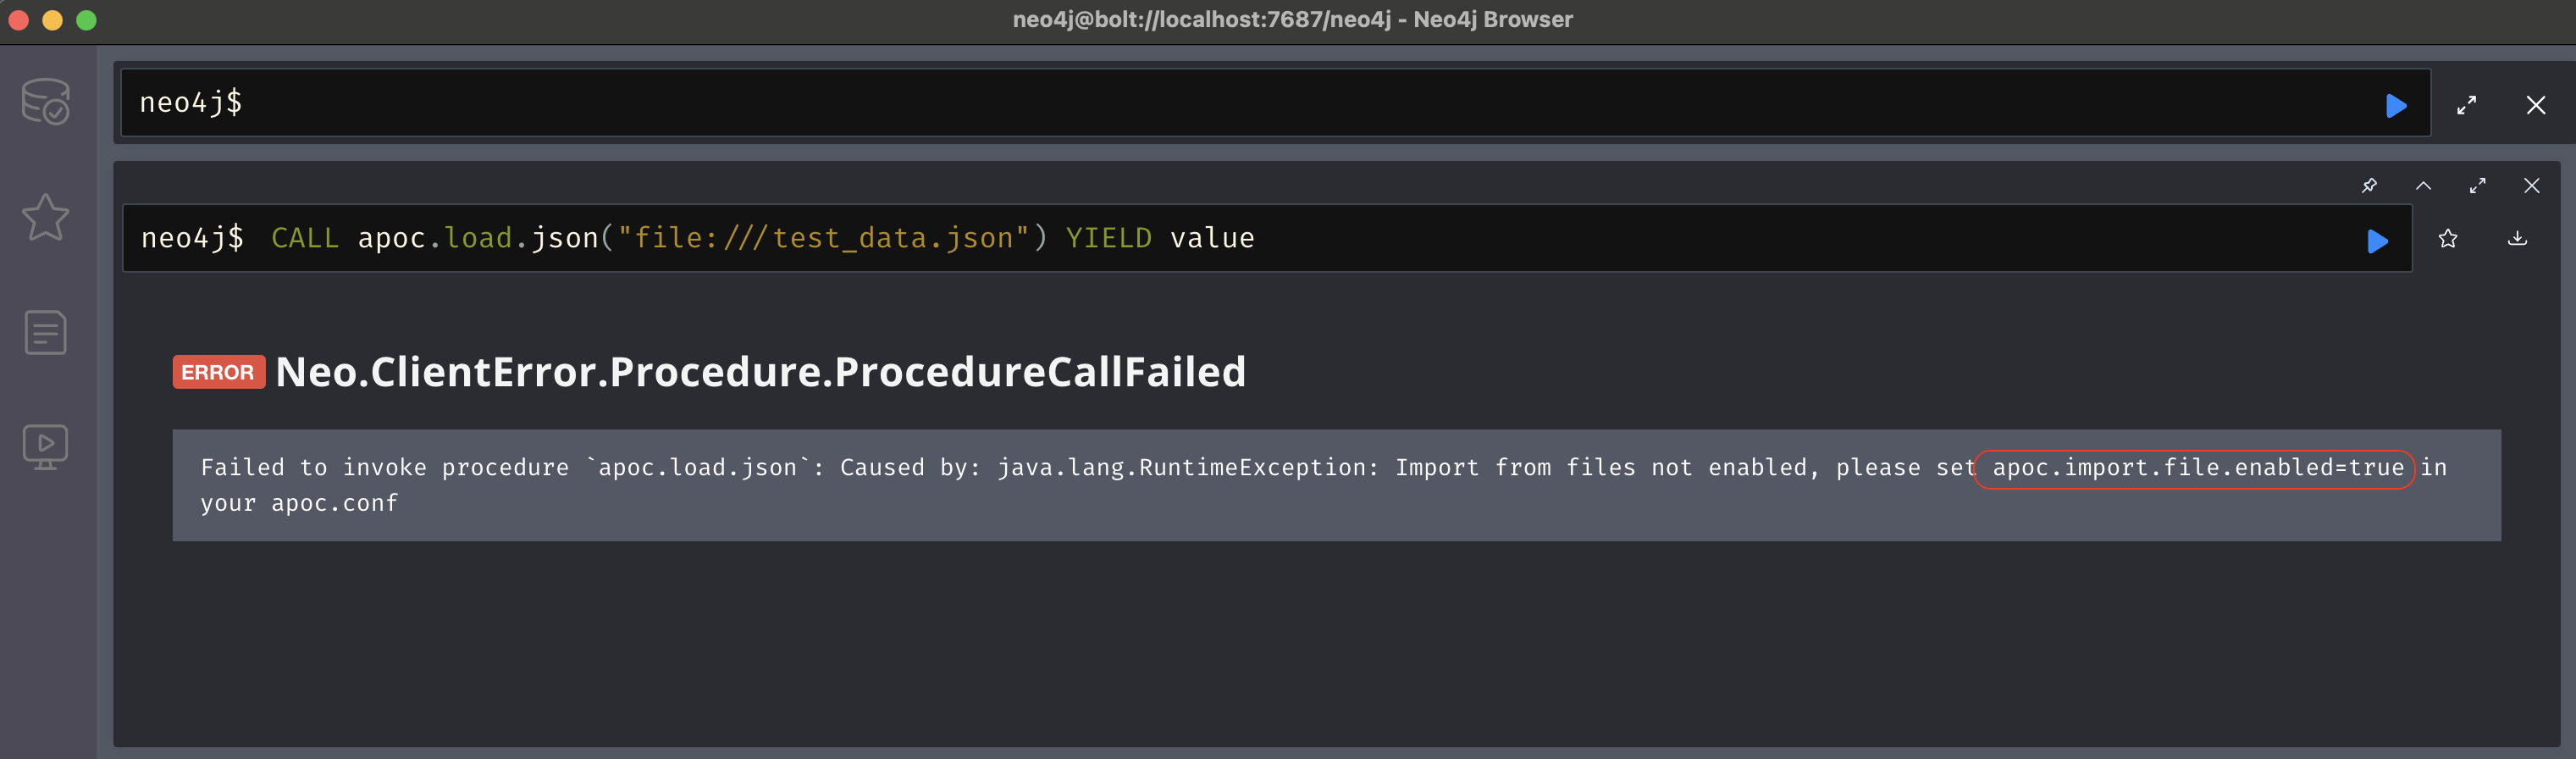 neo4j@bolt://localhost:7687/neo4j - Neo4j Browser
neo4j$
neo4j$ CALL apoc.load.json("file:///test_data.json") YIELD value
ERROR Neo.ClientError.Procedure.ProcedureCallFailed
Failed to invoke procedure `apoc.load.json`: Caused by: java.lang.RuntimeException: Import from files not enabled, please set apoc.import.file.enabled=true in
your apoc.conf